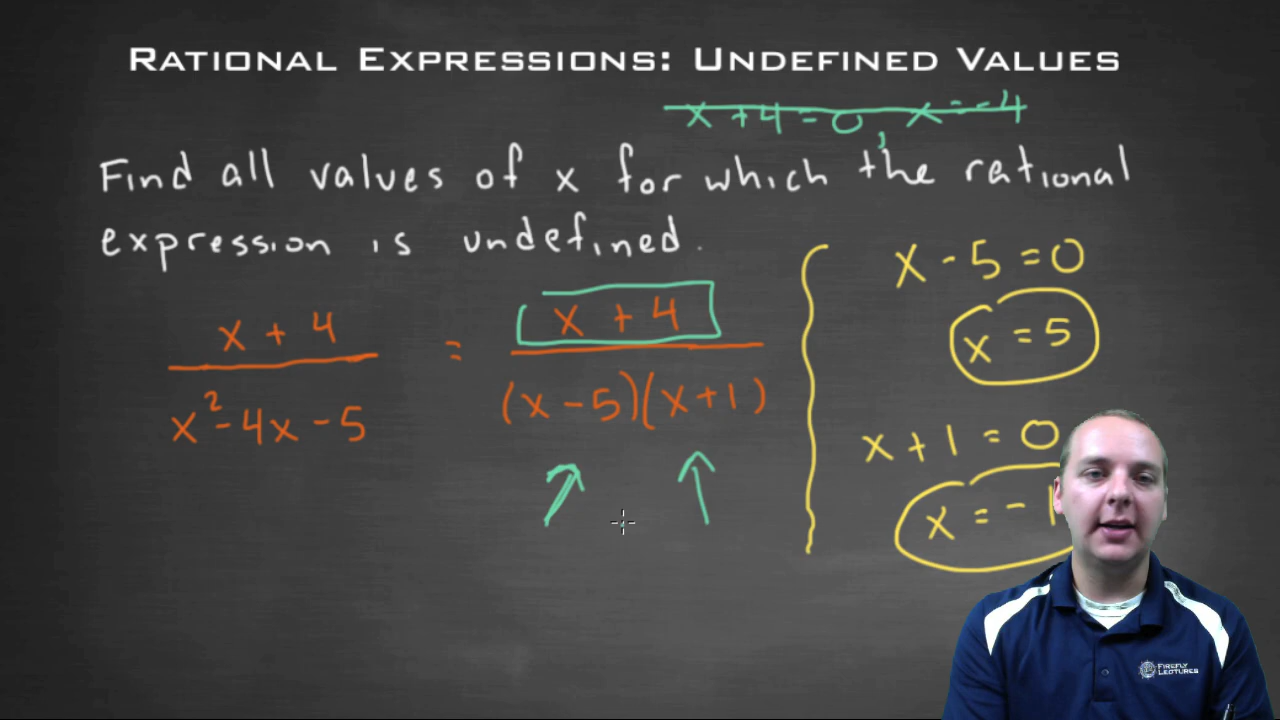 RATIONAL EXPRESSIONS: UNDEFINED VALUES
x + 4 = 0, x = -4
Find all values of x for which the rational
expression is undefined.
x + 4
x² - 4x - 5
=
x + 4
(x - 5)(x + 1)
x - 5 = 0
x = 5
x + 1 = 0
x = - 1
FIREFLY
LECTURES